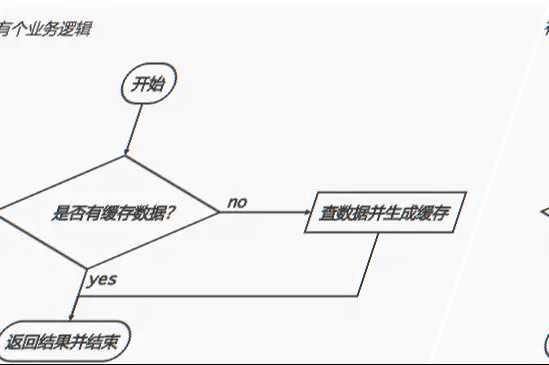 有个业务逻辑
开始
是否有缓存数据?
no
查数据并生成缓存
yes
返回结果并结束